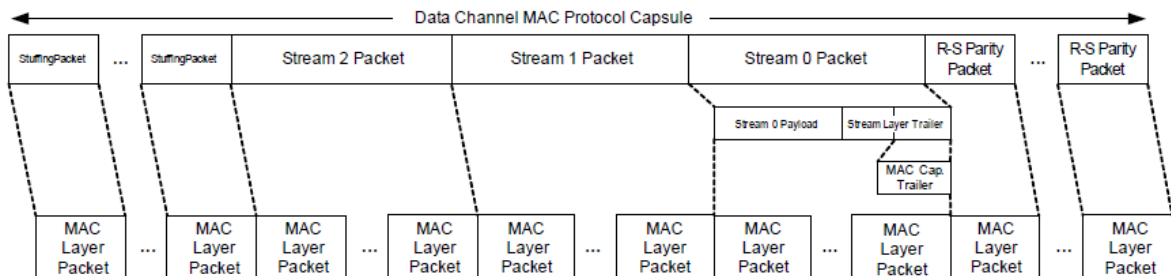 Data Channel MAC Protocol Capsule
StuffingPacket ... StuffingPacket Stream 2 Packet Stream 1 Packet Stream 0 Packet R-S Parity Packet ... R-S Parity Packet
Stream 0 Payload Stream Layer Trailer
MAC Cap.
Trailer
MAC Layer Packet ... MAC Layer Packet MAC Layer Packet ... MAC Layer Packet MAC Layer Packet ... MAC Layer Packet MAC Layer Packet ... MAC Layer Packet MAC Layer Packet ... MAC Layer Packet